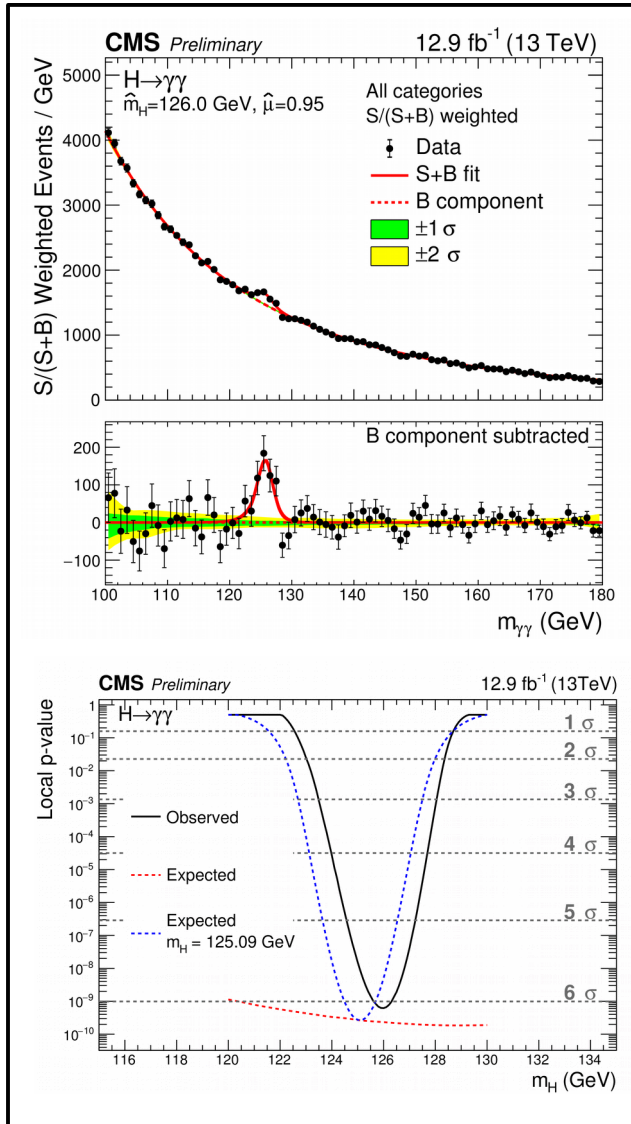 CMS Preliminary 12.9 fb⁻¹ (13 TeV)
H→γγ
m̂_H=126.0 GeV, μ̂=0.95
All categories
S/(S+B) weighted
Data
S+B fit
B component
±1 σ
±2 σ
S/(S+B) Weighted Events / GeV
5000
4000
3000
2000
1000
0
B component subtracted
200
100
0
−100
100 110 120 130 140 150 160 170 180
m_γγ (GeV)
CMS Preliminary 12.9 fb⁻¹ (13TeV)
H→γγ
Local p-value
1
10⁻¹
10⁻²
10⁻³
10⁻⁴
10⁻⁵
10⁻⁶
10⁻⁷
10⁻⁸
10⁻⁹
10⁻¹⁰
1 σ
2 σ
3 σ
4 σ
5 σ
6 σ
Observed
Expected
Expected
m_H = 125.09 GeV
116 118 120 122 124 126 128 130 132 134
m_H (GeV)